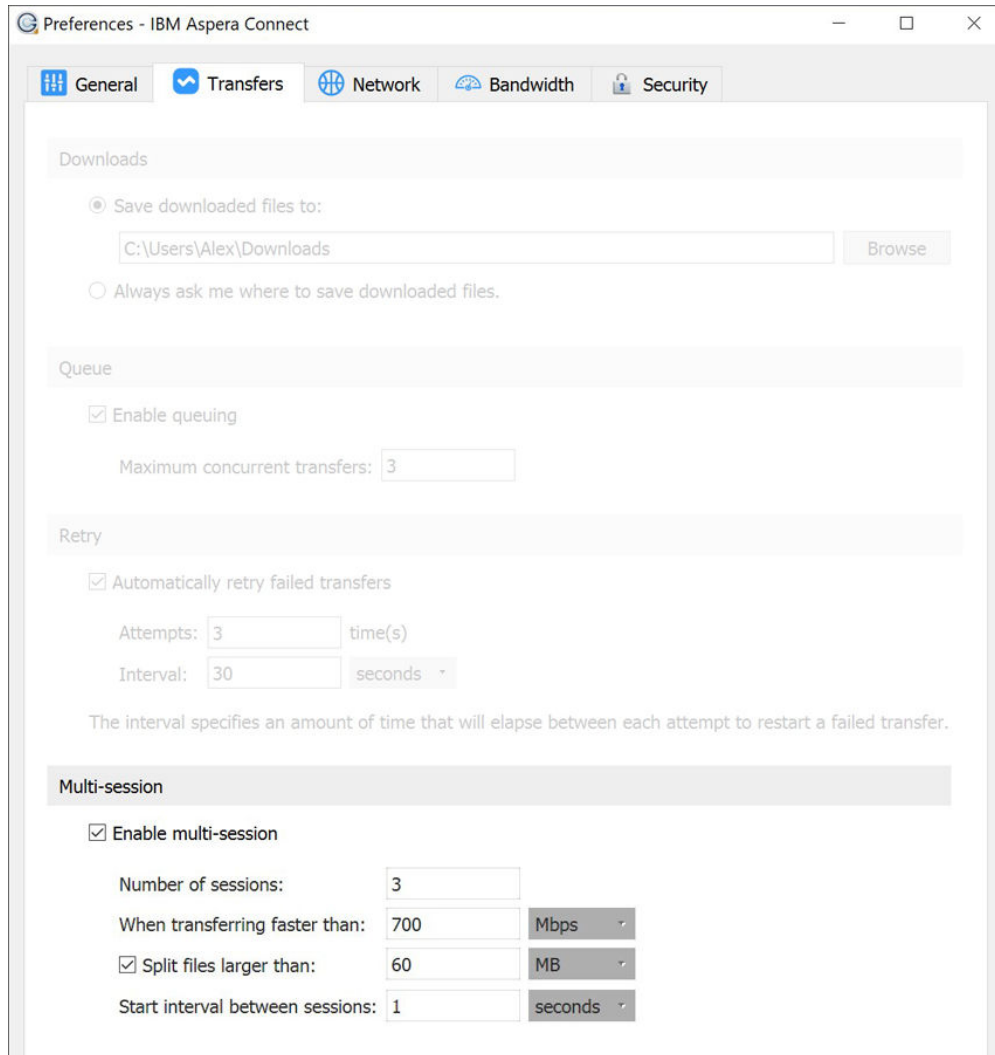 Preferences - IBM Aspera Connect
General Transfers Network Bandwidth Security
Downloads
Save downloaded files to:
C:\Users\Alex\Downloads Browse
Always ask me where to save downloaded files.
Queue
Enable queuing
Maximum concurrent transfers: 3
Retry
Automatically retry failed transfers
Attempts: 3 time(s)
Interval: 30 seconds
The interval specifies an amount of time that will elapse between each attempt to restart a failed transfer.
Multi-session
Enable multi-session
Number of sessions: 3
When transferring faster than: 700 Mbps
Split files larger than: 60 MB
Start interval between sessions: 1 seconds